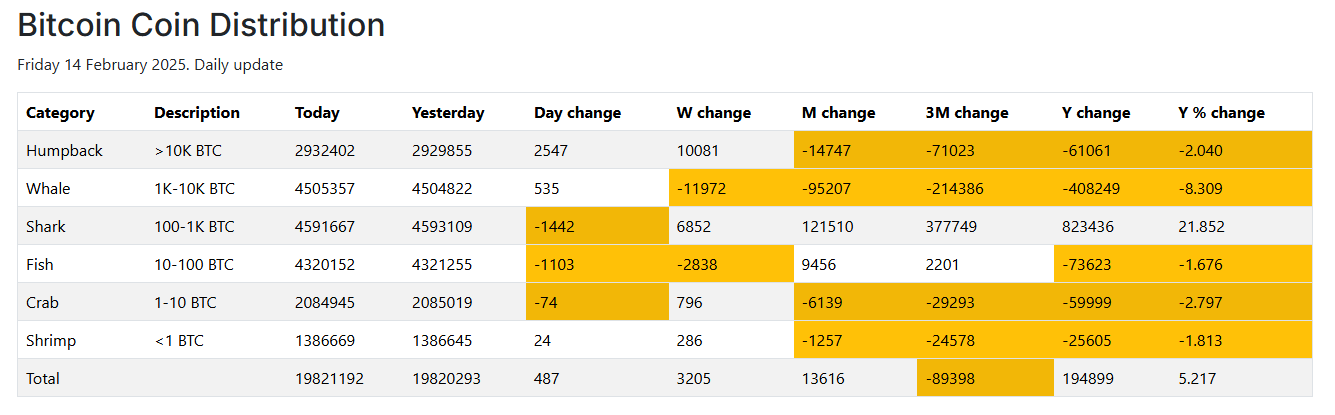 Bitcoin Coin Distribution
Friday 14 February 2025. Daily update
Category Description Today Yesterday Day change W change M change 3M change Y change Y % change
Humpback >10K BTC 2932402 2929855 2547 10081 -14747 -71023 -61061 -2.040
Whale 1K-10K BTC 4505357 4504822 535 -11972 -95207 -214386 -408249 -8.309
Shark 100-1K BTC 4591667 4593109 -1442 6852 121510 377749 823436 21.852
Fish 10-100 BTC 4320152 4321255 -1103 -2838 9456 2201 -73623 -1.676
Crab 1-10 BTC 2084945 2085019 -74 796 -6139 -29293 -59999 -2.797
Shrimp <1 BTC 1386669 1386645 24 286 -1257 -24578 -25605 -1.813
Total 19821192 19820293 487 3205 13616 -89398 194899 5.217